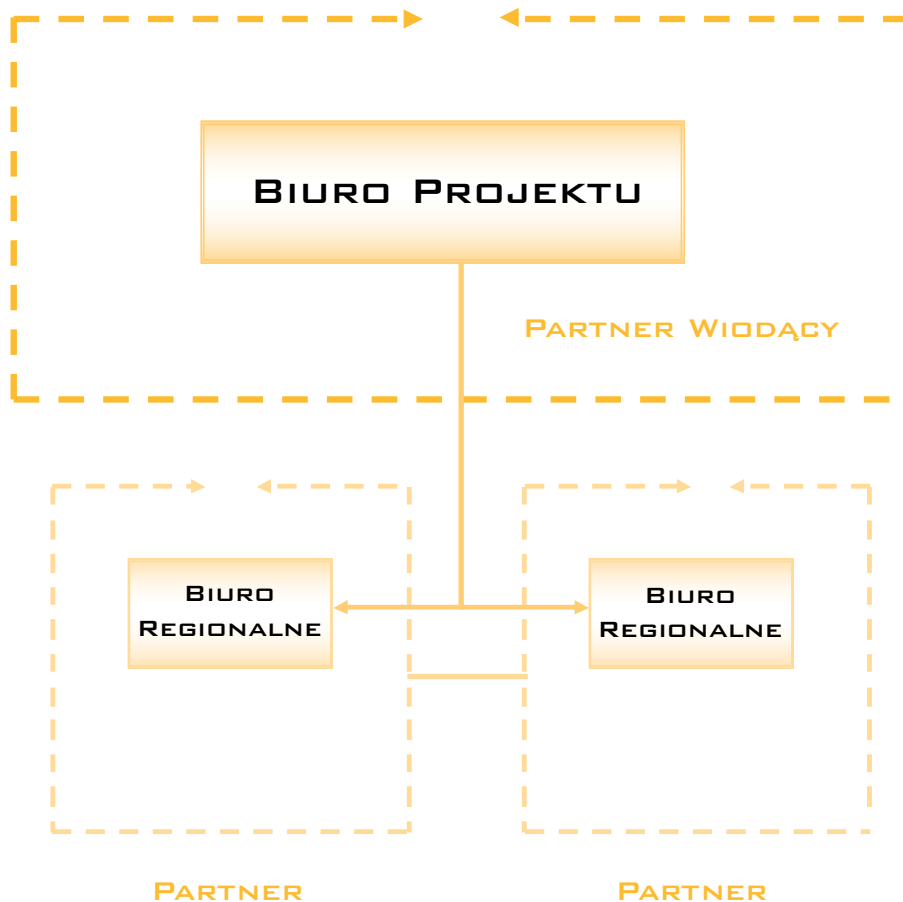 Biuro Projektu
Partner Wiodący
Biuro
Regionalne
Biuro
Regionalne
Partner
Partner